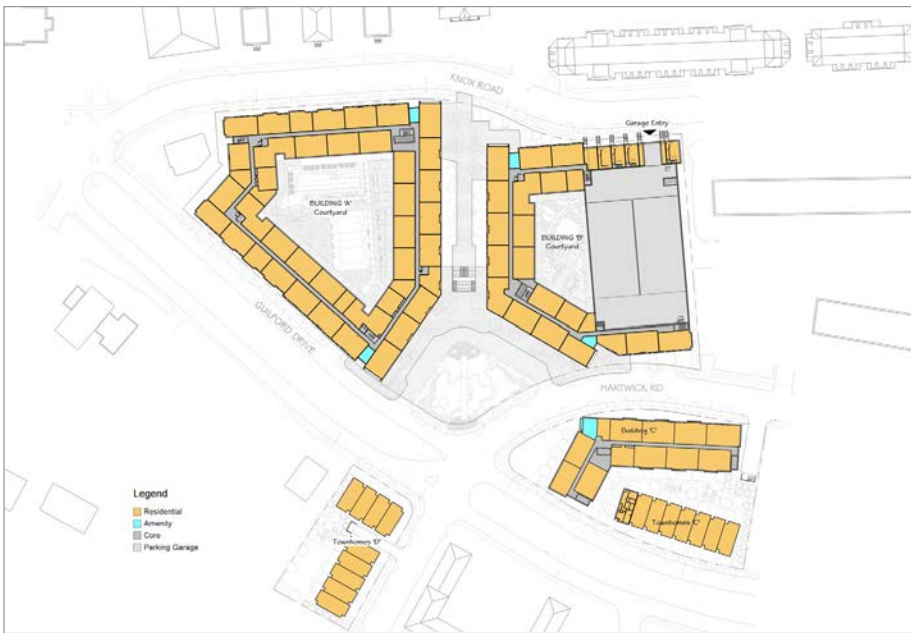 KNOX ROAD
Garage Entry
BUILDING 'A'
Courtyard
BUILDING 'B'
Courtyard
GUILFORD DRIVE
HARTWICK RD
Building 'C'
Townhomes 'C'
Townhomes 'D'
Legend
Residential
Amenity
Core
Parking Garage